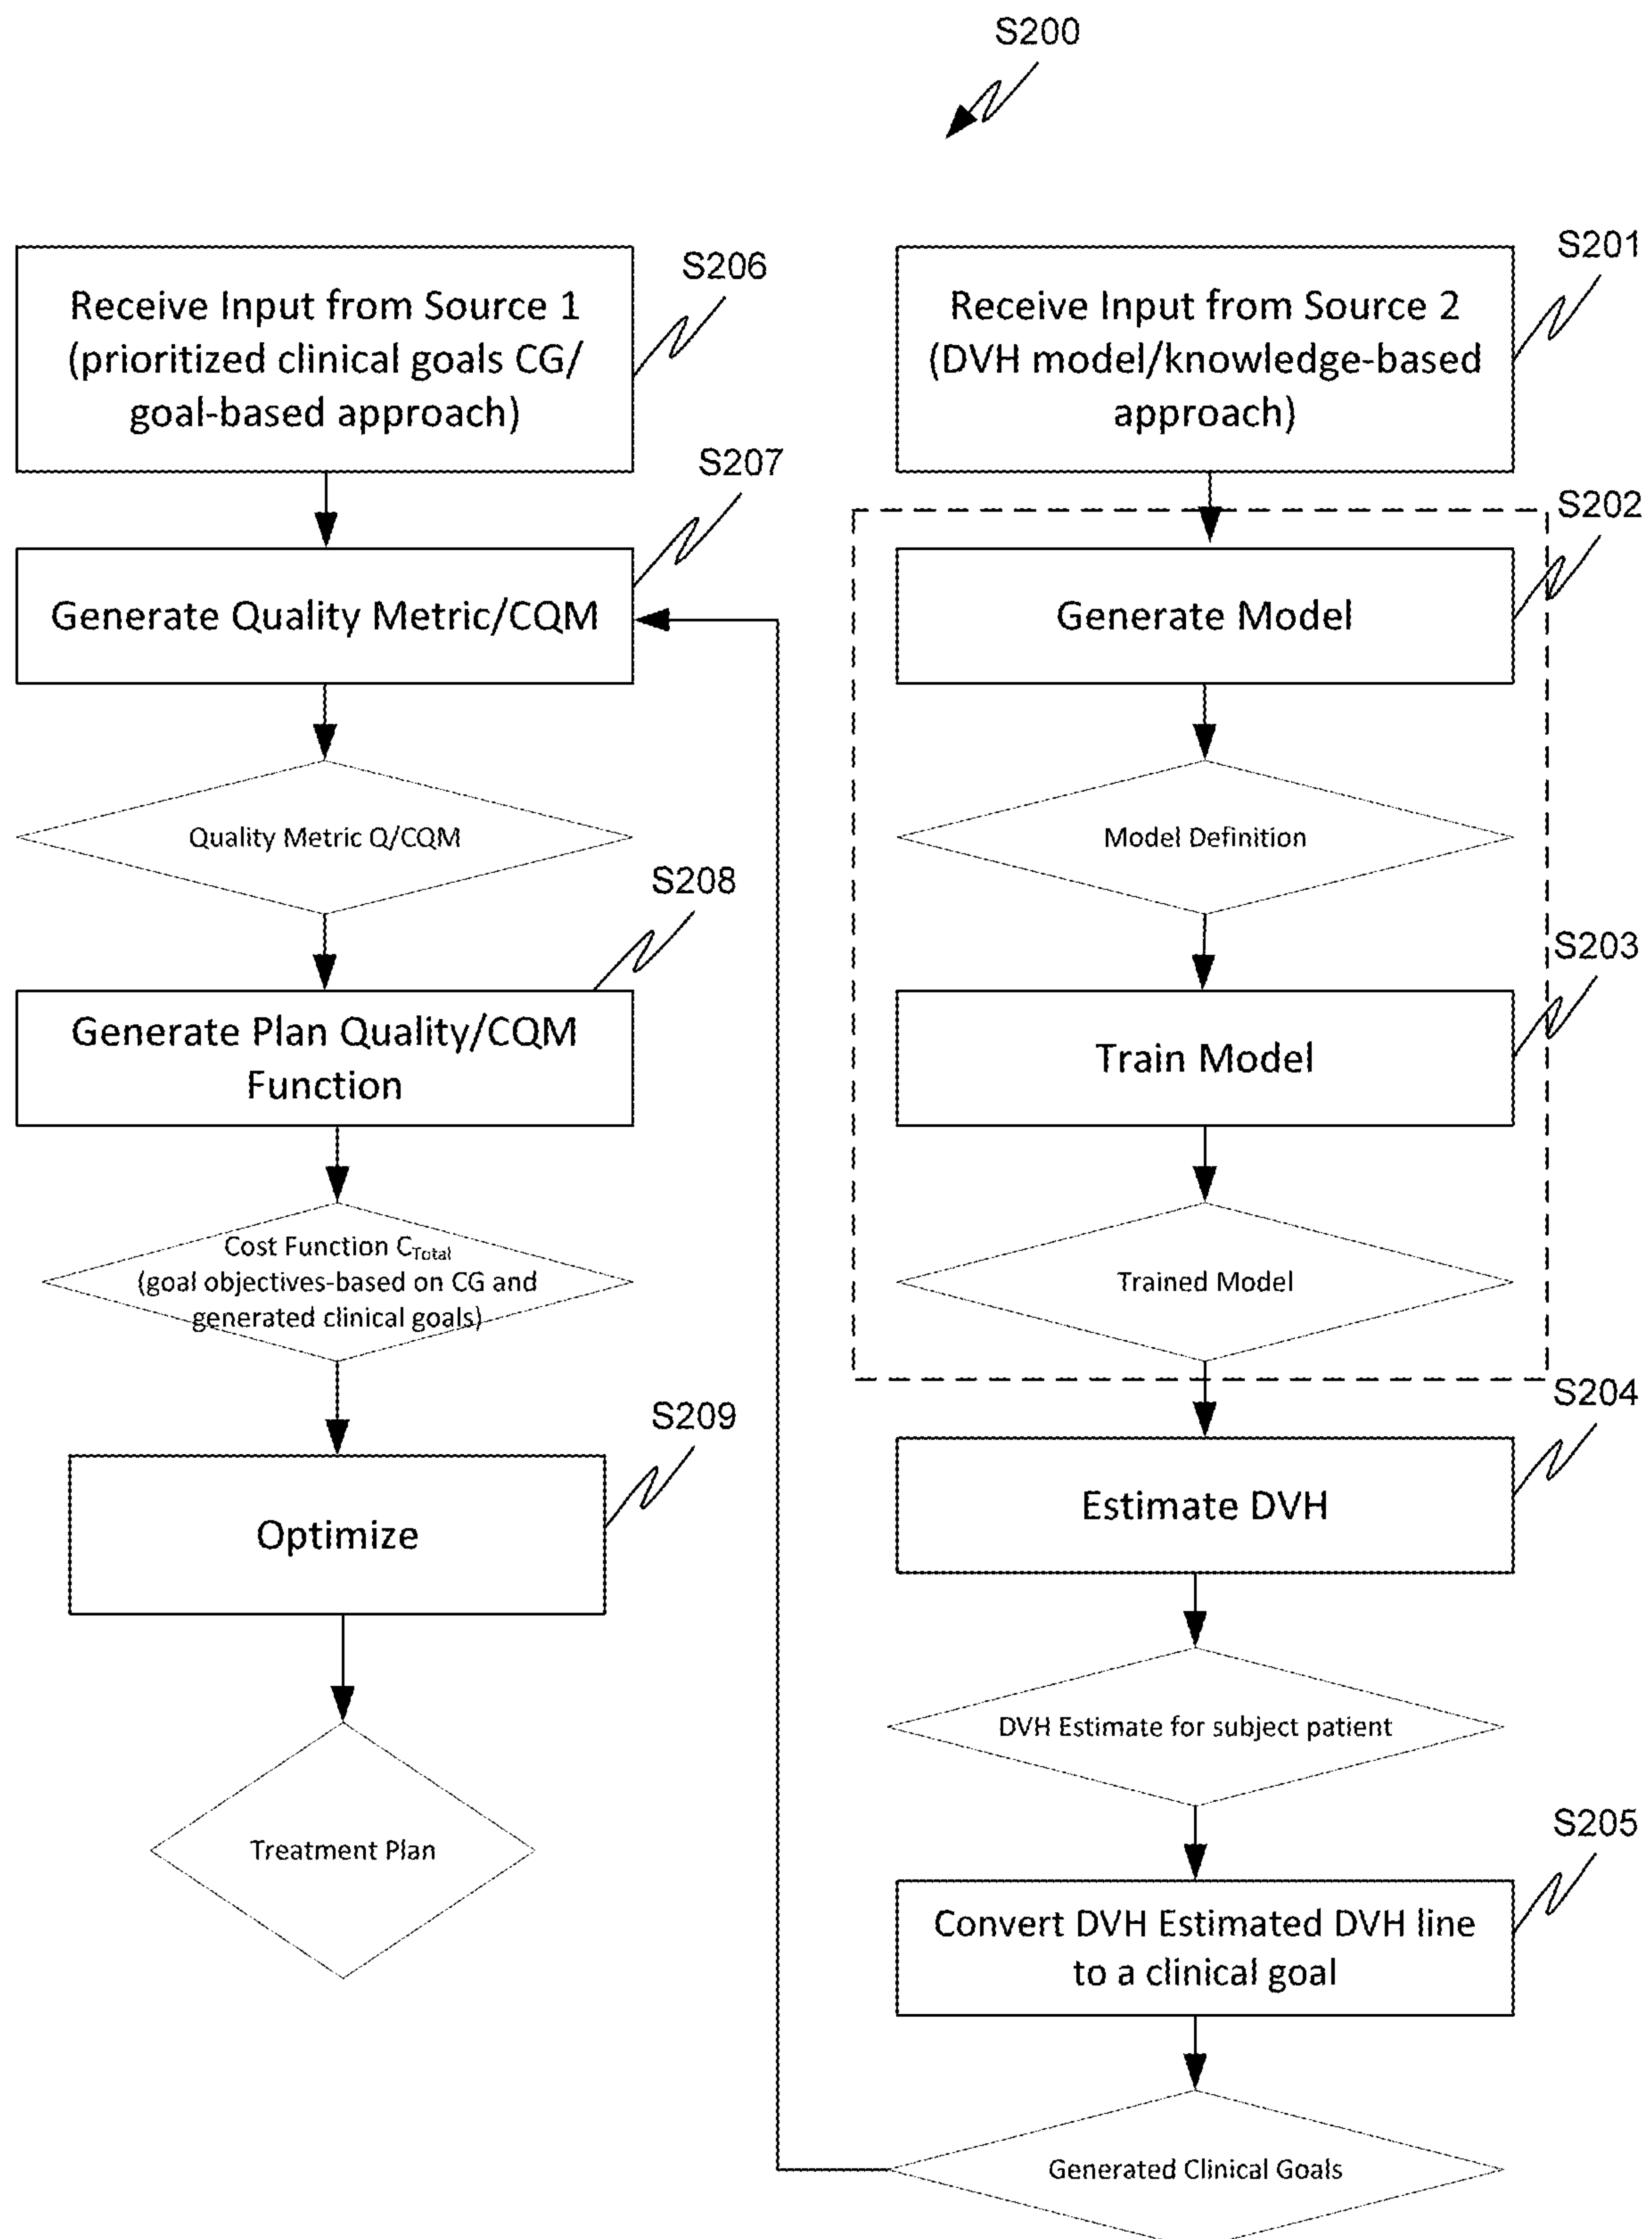 S200
S206
Receive Input from Source 1
(prioritized clinical goals CG/
goal-based approach)
S207
Generate Quality Metric/CQM
Quality Metric Q/CQM
S208
Generate Plan Quality/CQM
Function
Cost Function C_Total
(goal objectives-based on CG and
generated clinical goals)
S209
Optimize
Treatment Plan
S201
Receive Input from Source 2
(DVH model/knowledge-based
approach)
S202
Generate Model
Model Definition
S203
Train Model
Trained Model
S204
Estimate DVH
DVH Estimate for subject patient
S205
Convert DVH Estimated DVH line
to a clinical goal
Generated Clinical Goals